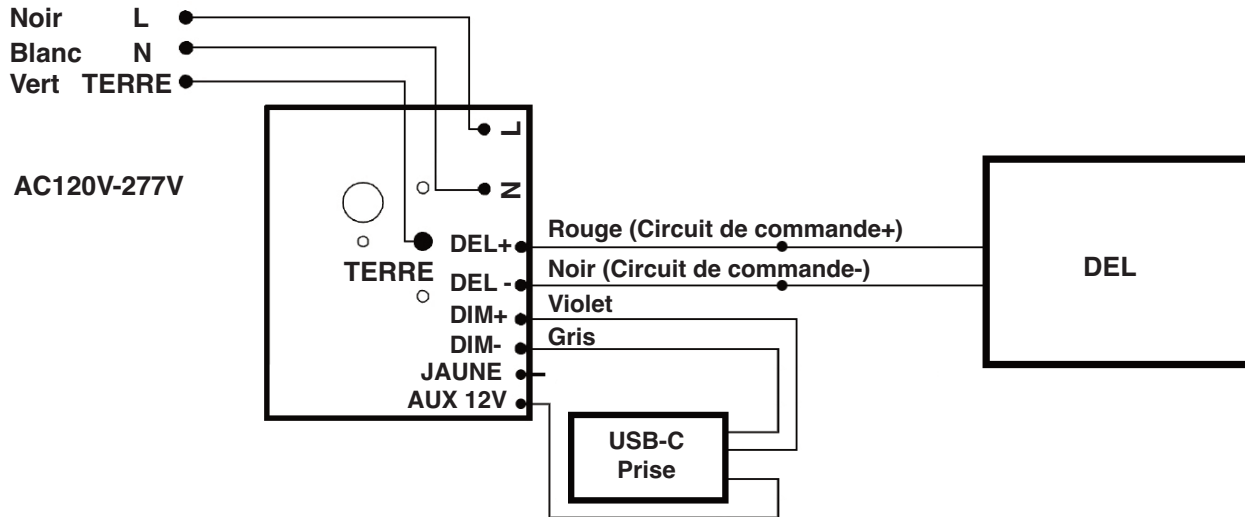 Noir L
Blanc N
Vert TERRE
AC120V-277V
L
N
TERRE
DEL+
DEL -
DIM+
DIM-
JAUNE
AUX 12V
Rouge (Circuit de commande+)
Noir (Circuit de commande-)
Violet
Gris
USB-C
Prise
DEL